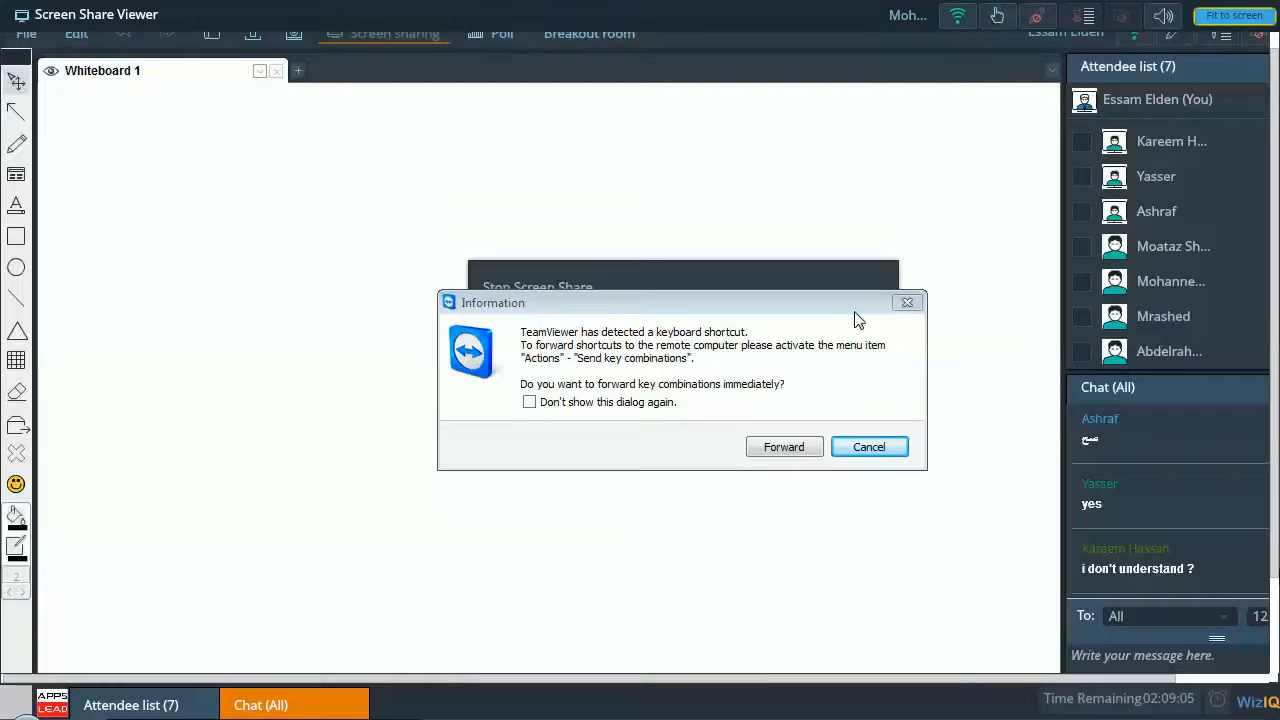 Screen Share Viewer
Moh...
Fit to screen
File
Edit
Screen sharing
Poll
Breakout room
Essam Elden
Whiteboard 1
Attendee list (7)
Essam Elden (You)
Kareem H...
Yasser
Ashraf
Moataz Sh...
Mohanne...
Mrashed
Abdelrah...
Stop Screen Share
Information
TeamViewer has detected a keyboard shortcut.
To forward shortcuts to the remote computer please activate the menu item
"Actions" - "Send key combinations".
Do you want to forward key combinations immediately?
Don't show this dialog again.
Forward
Cancel
Chat (All)
Ashraf
Yasser
yes
Kareem Hassan
i don't understand ?
To:
All
12
Write your message here.
2
APPS
LEAD
Attendee list (7)
Chat (All)
Time Remaining 02:09:05
WizIQ